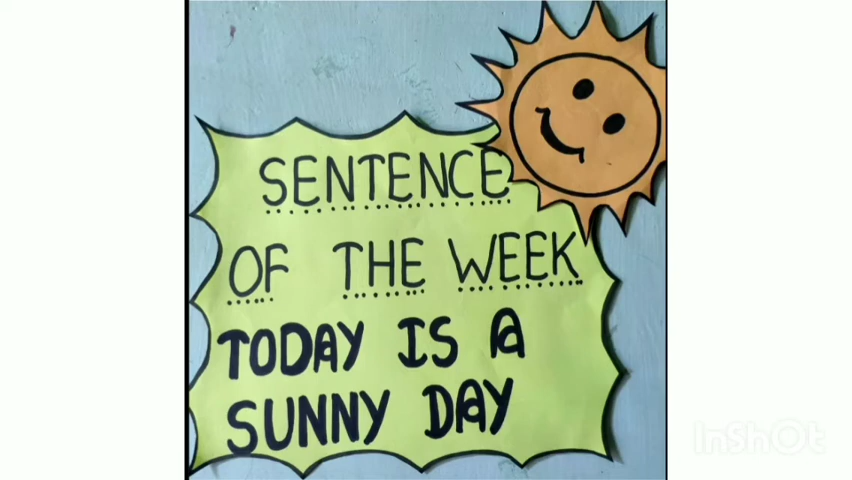 SENTENCE
OF THE WEEK
TODAY IS a
SUNNY DAY
InShOt